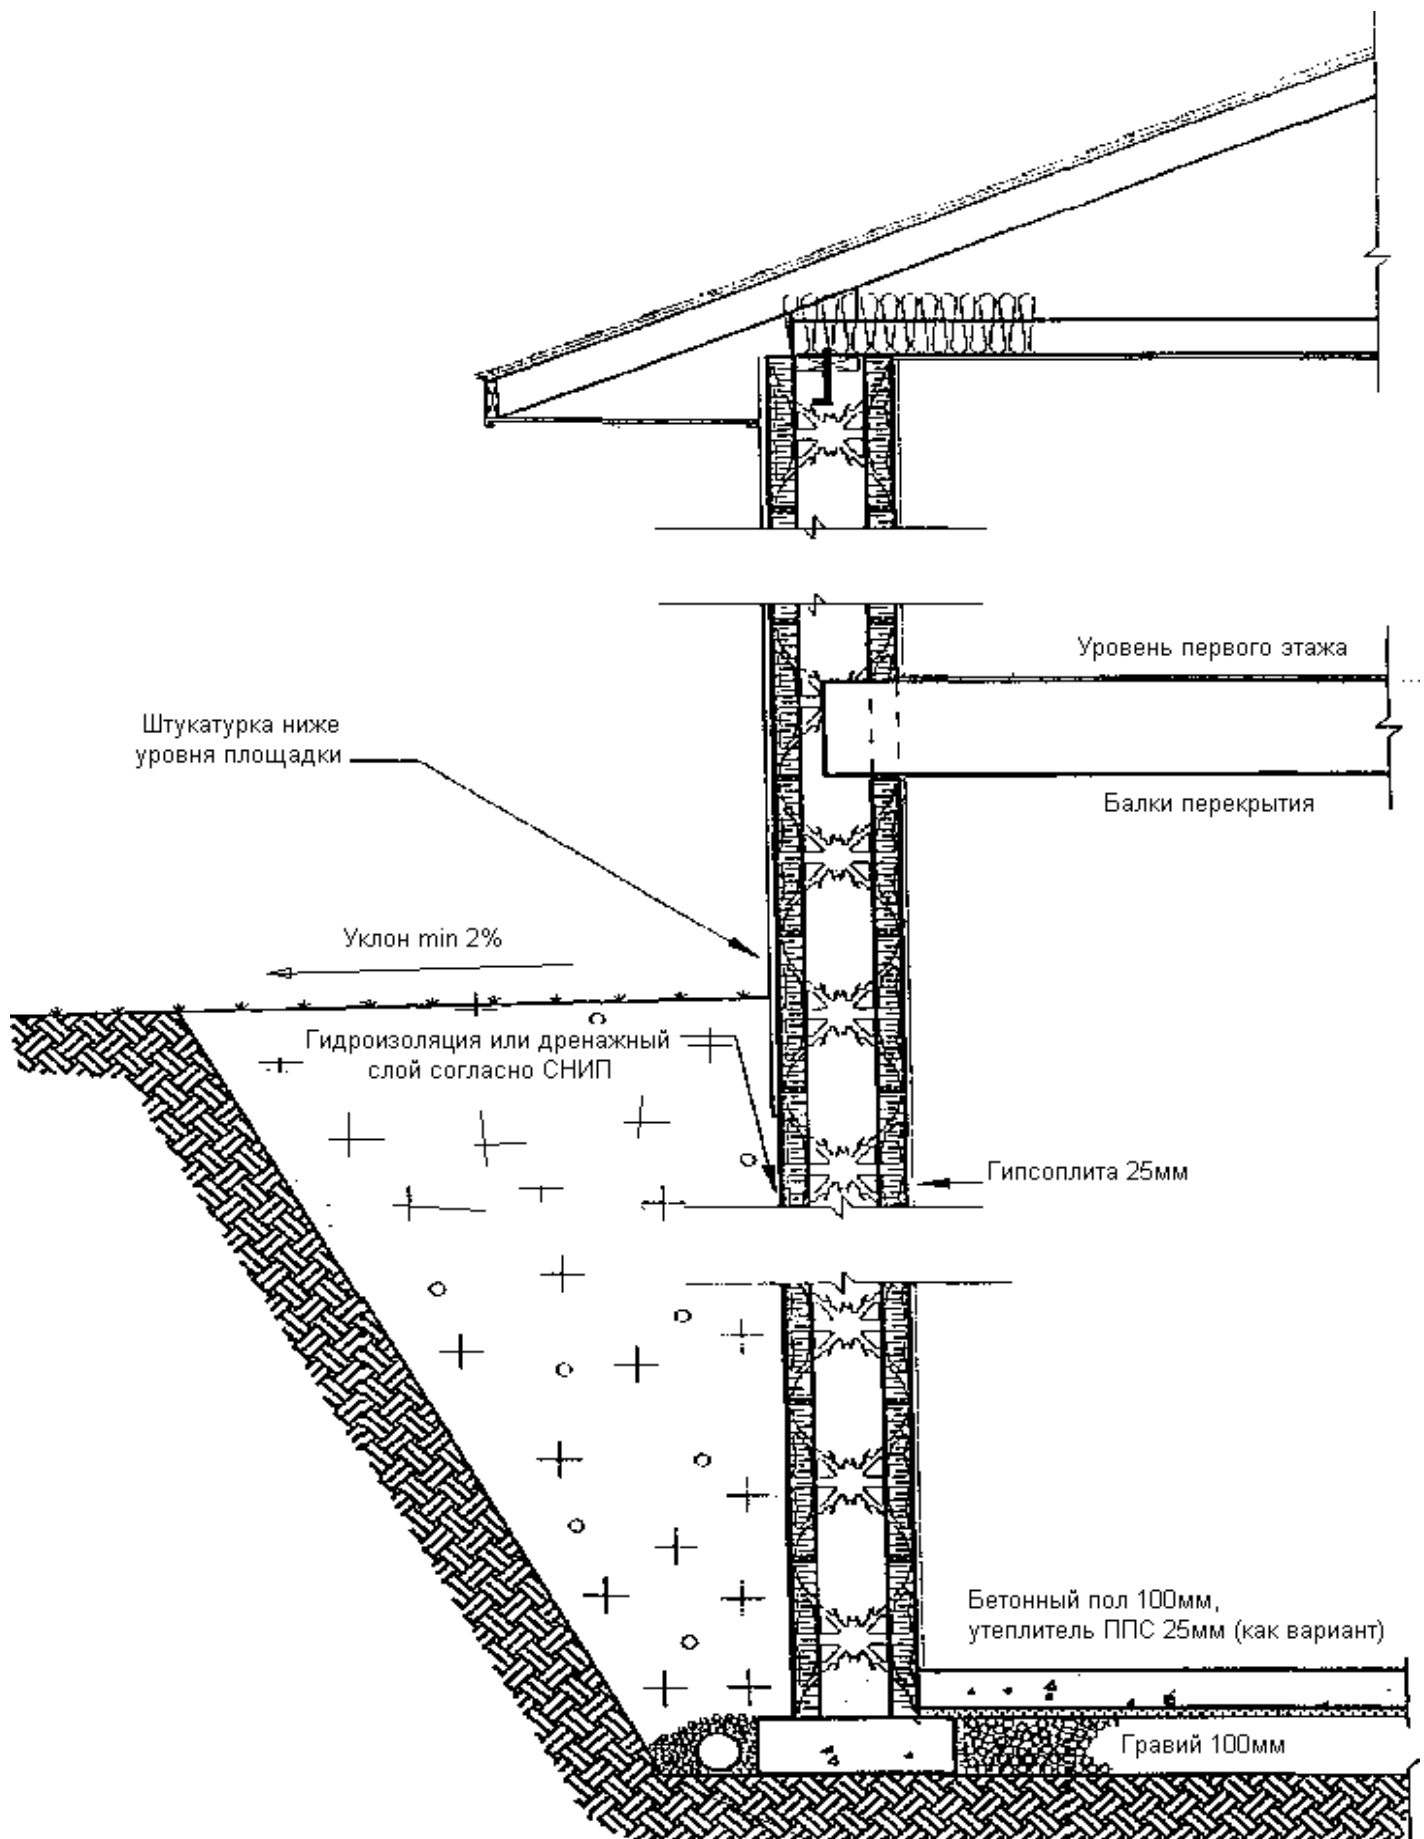 Уровень первого этажа
Штукатурка ниже
уровня площадки
Балки перекрытия
Уклон min 2%
Гидроизоляция или дренажный
слой согласно СНИП
Гипсоплита 25мм
Бетонный пол 100мм,
утеплитель ППС 25мм (как вариант)
Гравий 100мм